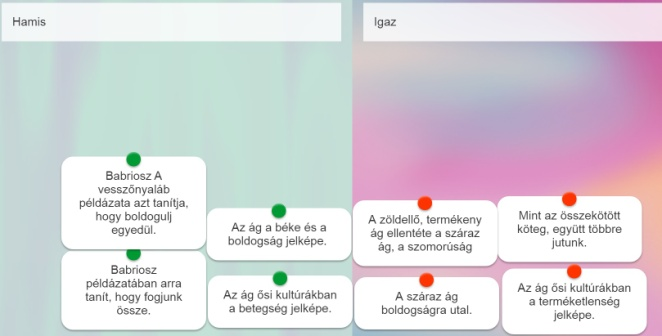 Hamis
Igaz
Babriosz A
vesszőnyaláb
példázata azt tanítja,
hogy boldogulj
egyedül.
Az ág a béke és a
boldogság jelképe.
A zöldellő, termékeny
ág ellentéte a száraz
ág, a szomorúság
Mint az összekötött
köteg, együtt többre
jutunk.
Babriosz
példázatában arra
tanít, hogy fogjunk
össze.
Az ág ősi kultúrákban
a betegség jelképe.
A száraz ág
boldogságra utal.
Az ág ősi kultúrákban
a terméketlenség
jelképe.